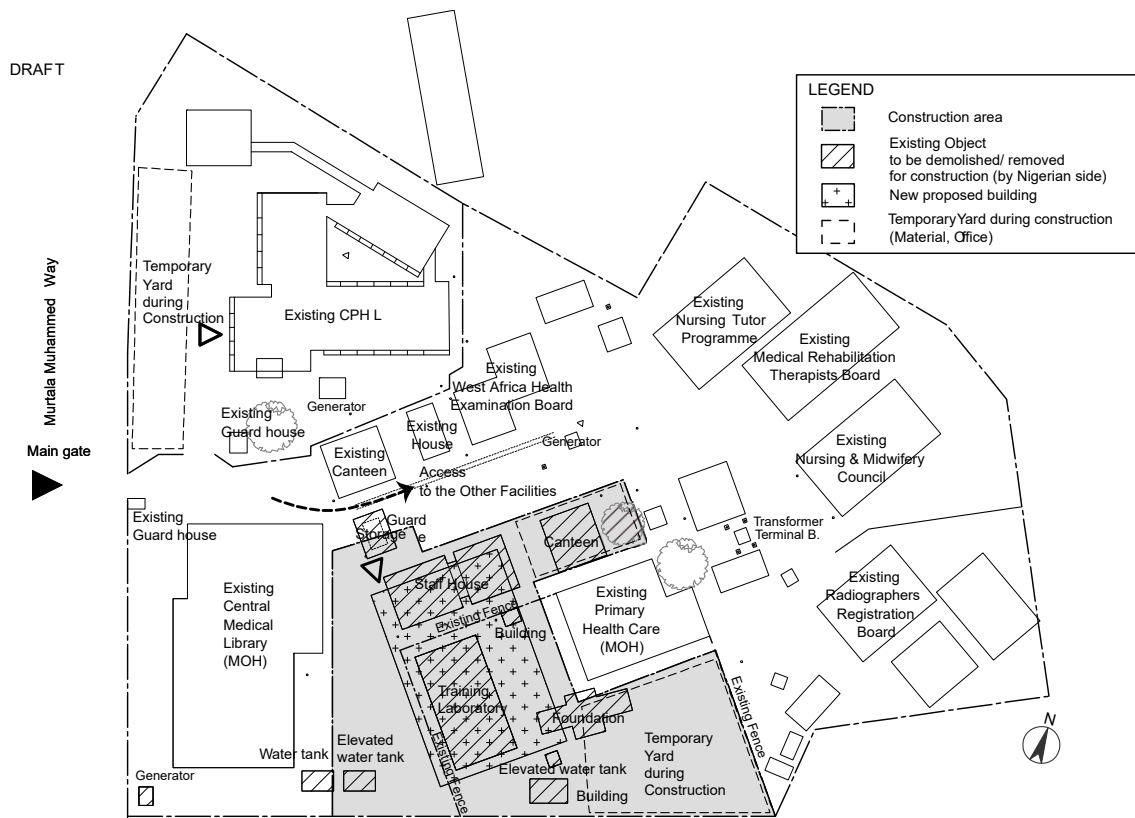 DRAFT
LEGEND
Construction area
Existing Object
to be demolished/ removed
for construction (by Nigerian side)
New proposed building
Temporary Yard during construction
(Material, Office)
Murtala Muhammed Way
Main gate
Temporary
Yard
during
Construction
Existing CPH L
Generator
Existing
Guard house
Existing
Canteen
Existing
House
Existing
West Africa Health
Examination Board
Generator
Access
to the Other Facilities
Existing
Nursing Tutor
Programme
Existing
Medical Rehabilitation
Therapists Board
Existing
Nursing & Midwifery
Council
Transformer
Terminal B.
Existing
Radiographers
Registration
Board
Existing
Guard house
Existing
Central
Medical
Library
(MOH)
Guard
Storage
Canteen
Staff House
Existing Fence
Building
Existing
Primary
Health Care
(MOH)
Training
Laboratory
Foundation
Existing Fence
Existing Fence
Temporary
Yard
during
Construction
Water tank
Elevated
water tank
Elevated water tank
Building
Generator
N